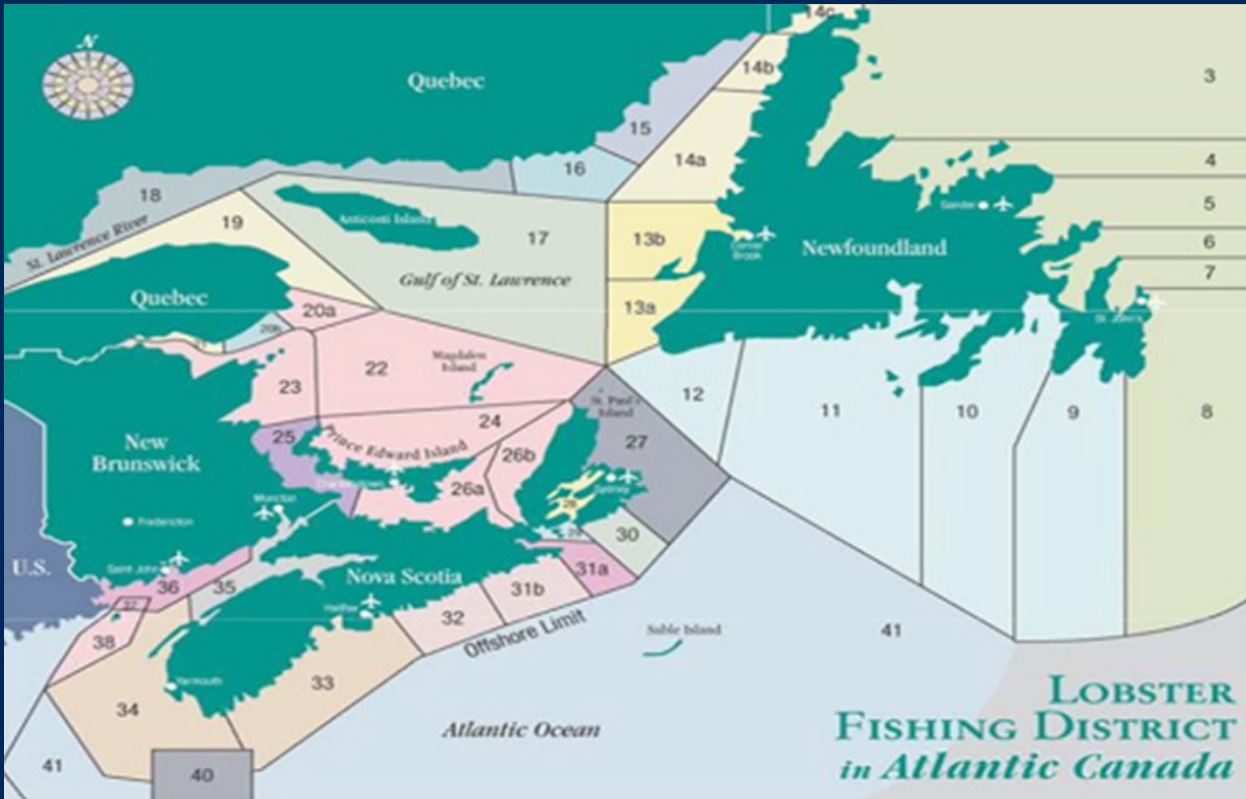 14c
N
Quebec
14b
3
15
14a
4
16
18
Gander
5
19
Anticosti Island
17
13b
Corner
Brook
Newfoundland
6
St. Lawrence River
Gulf of St. Lawrence
7
Quebec
20a
13a
St. John's
20b
22
Magdalen
Island
23
12
11
10
9
8
24
St. Paul's
Island
25
Prince Edward Island
27
New
Brunswick
26b
Charlottetown
26a
Sydney
Moncton
28
Fredericton
29
30
U.S.
Saint John
36
35
Nova Scotia
31a
37
31b
Halifax
32
Offshore Limit
Sable Island
41
38
33
Yarmouth
34
Atlantic Ocean
41
40
LOBSTER
FISHING DISTRICT
in Atlantic Canada